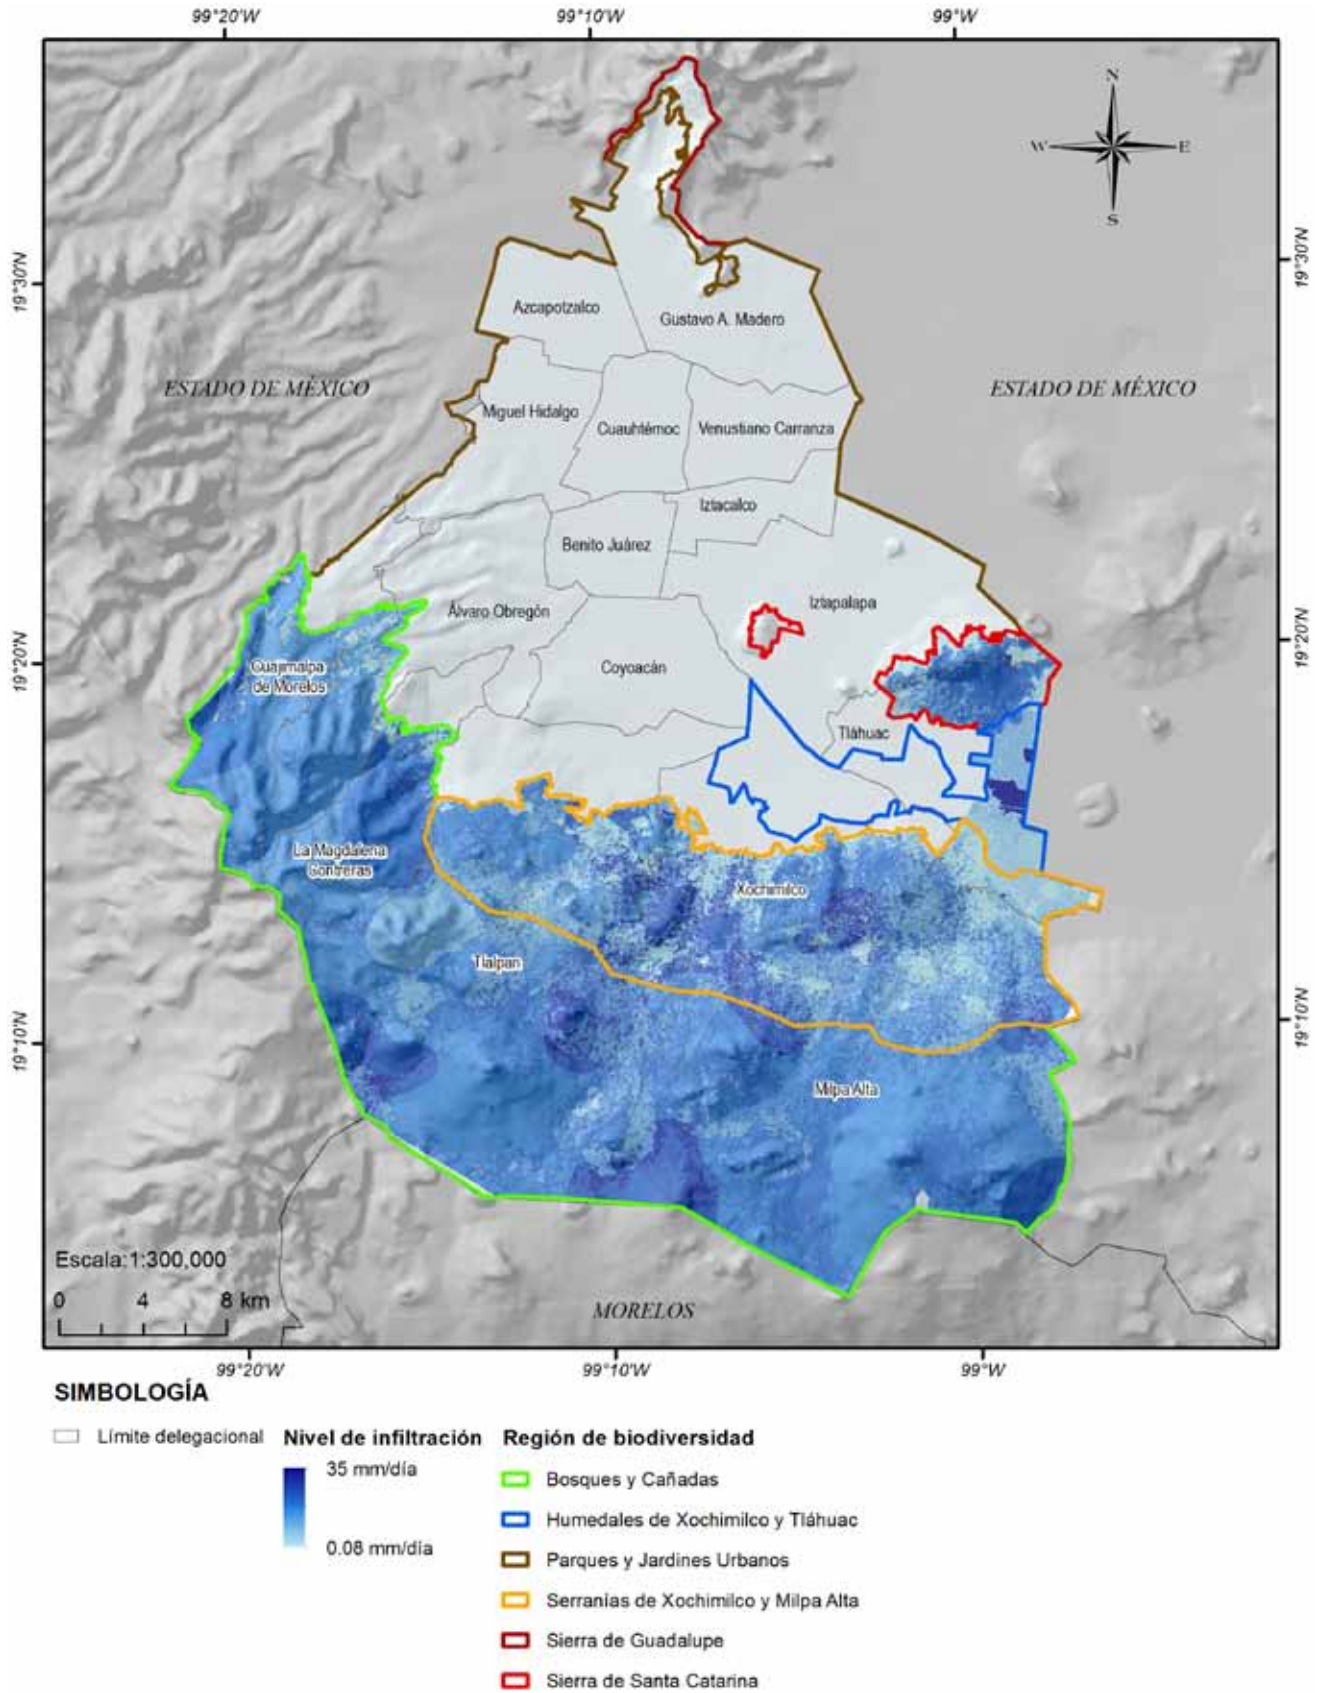 99°20'W 99°10'W 99°W
N
W E
S
19°30'N 19°30'N
Azcapotzalco
Gustavo A. Madero
ESTADO DE MÉXICO ESTADO DE MÉXICO
Miguel Hidalgo
Cuauhtémoc
Venustiano Carranza
Iztacalco
Benito Juárez
Iztapalapa
Álvaro Obregón
19°20'N 19°20'N
Cuajimalpa
de Morelos
Coyoacán
Tláhuac
La Magdalena
Contreras
Xochimilco
Tlalpan
19°10'N 19°10'N
Milpa Alta
Escala:1:300,000
0 4 8 km
MORELOS
99°20'W 99°10'W 99°W
SIMBOLOGÍA
Límite delegacional
Nivel de infiltración
35 mm/día
0.08 mm/día
Región de biodiversidad
Bosques y Cañadas
Humedales de Xochimilco y Tláhuac
Parques y Jardines Urbanos
Serranías de Xochimilco y Milpa Alta
Sierra de Guadalupe
Sierra de Santa Catarina